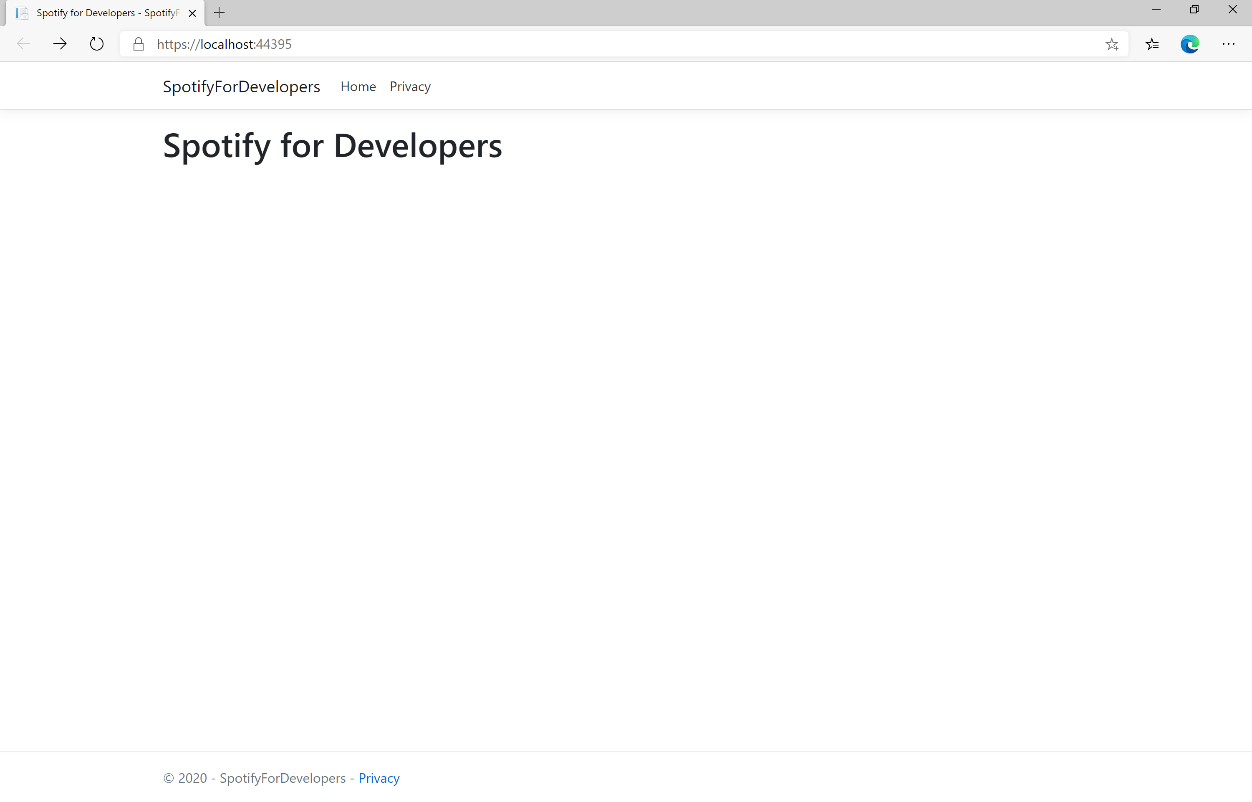 Spotify for Developers - SpotifyF
https://localhost:44395
SpotifyForDevelopers Home Privacy
Spotify for Developers
© 2020 - SpotifyForDevelopers - Privacy